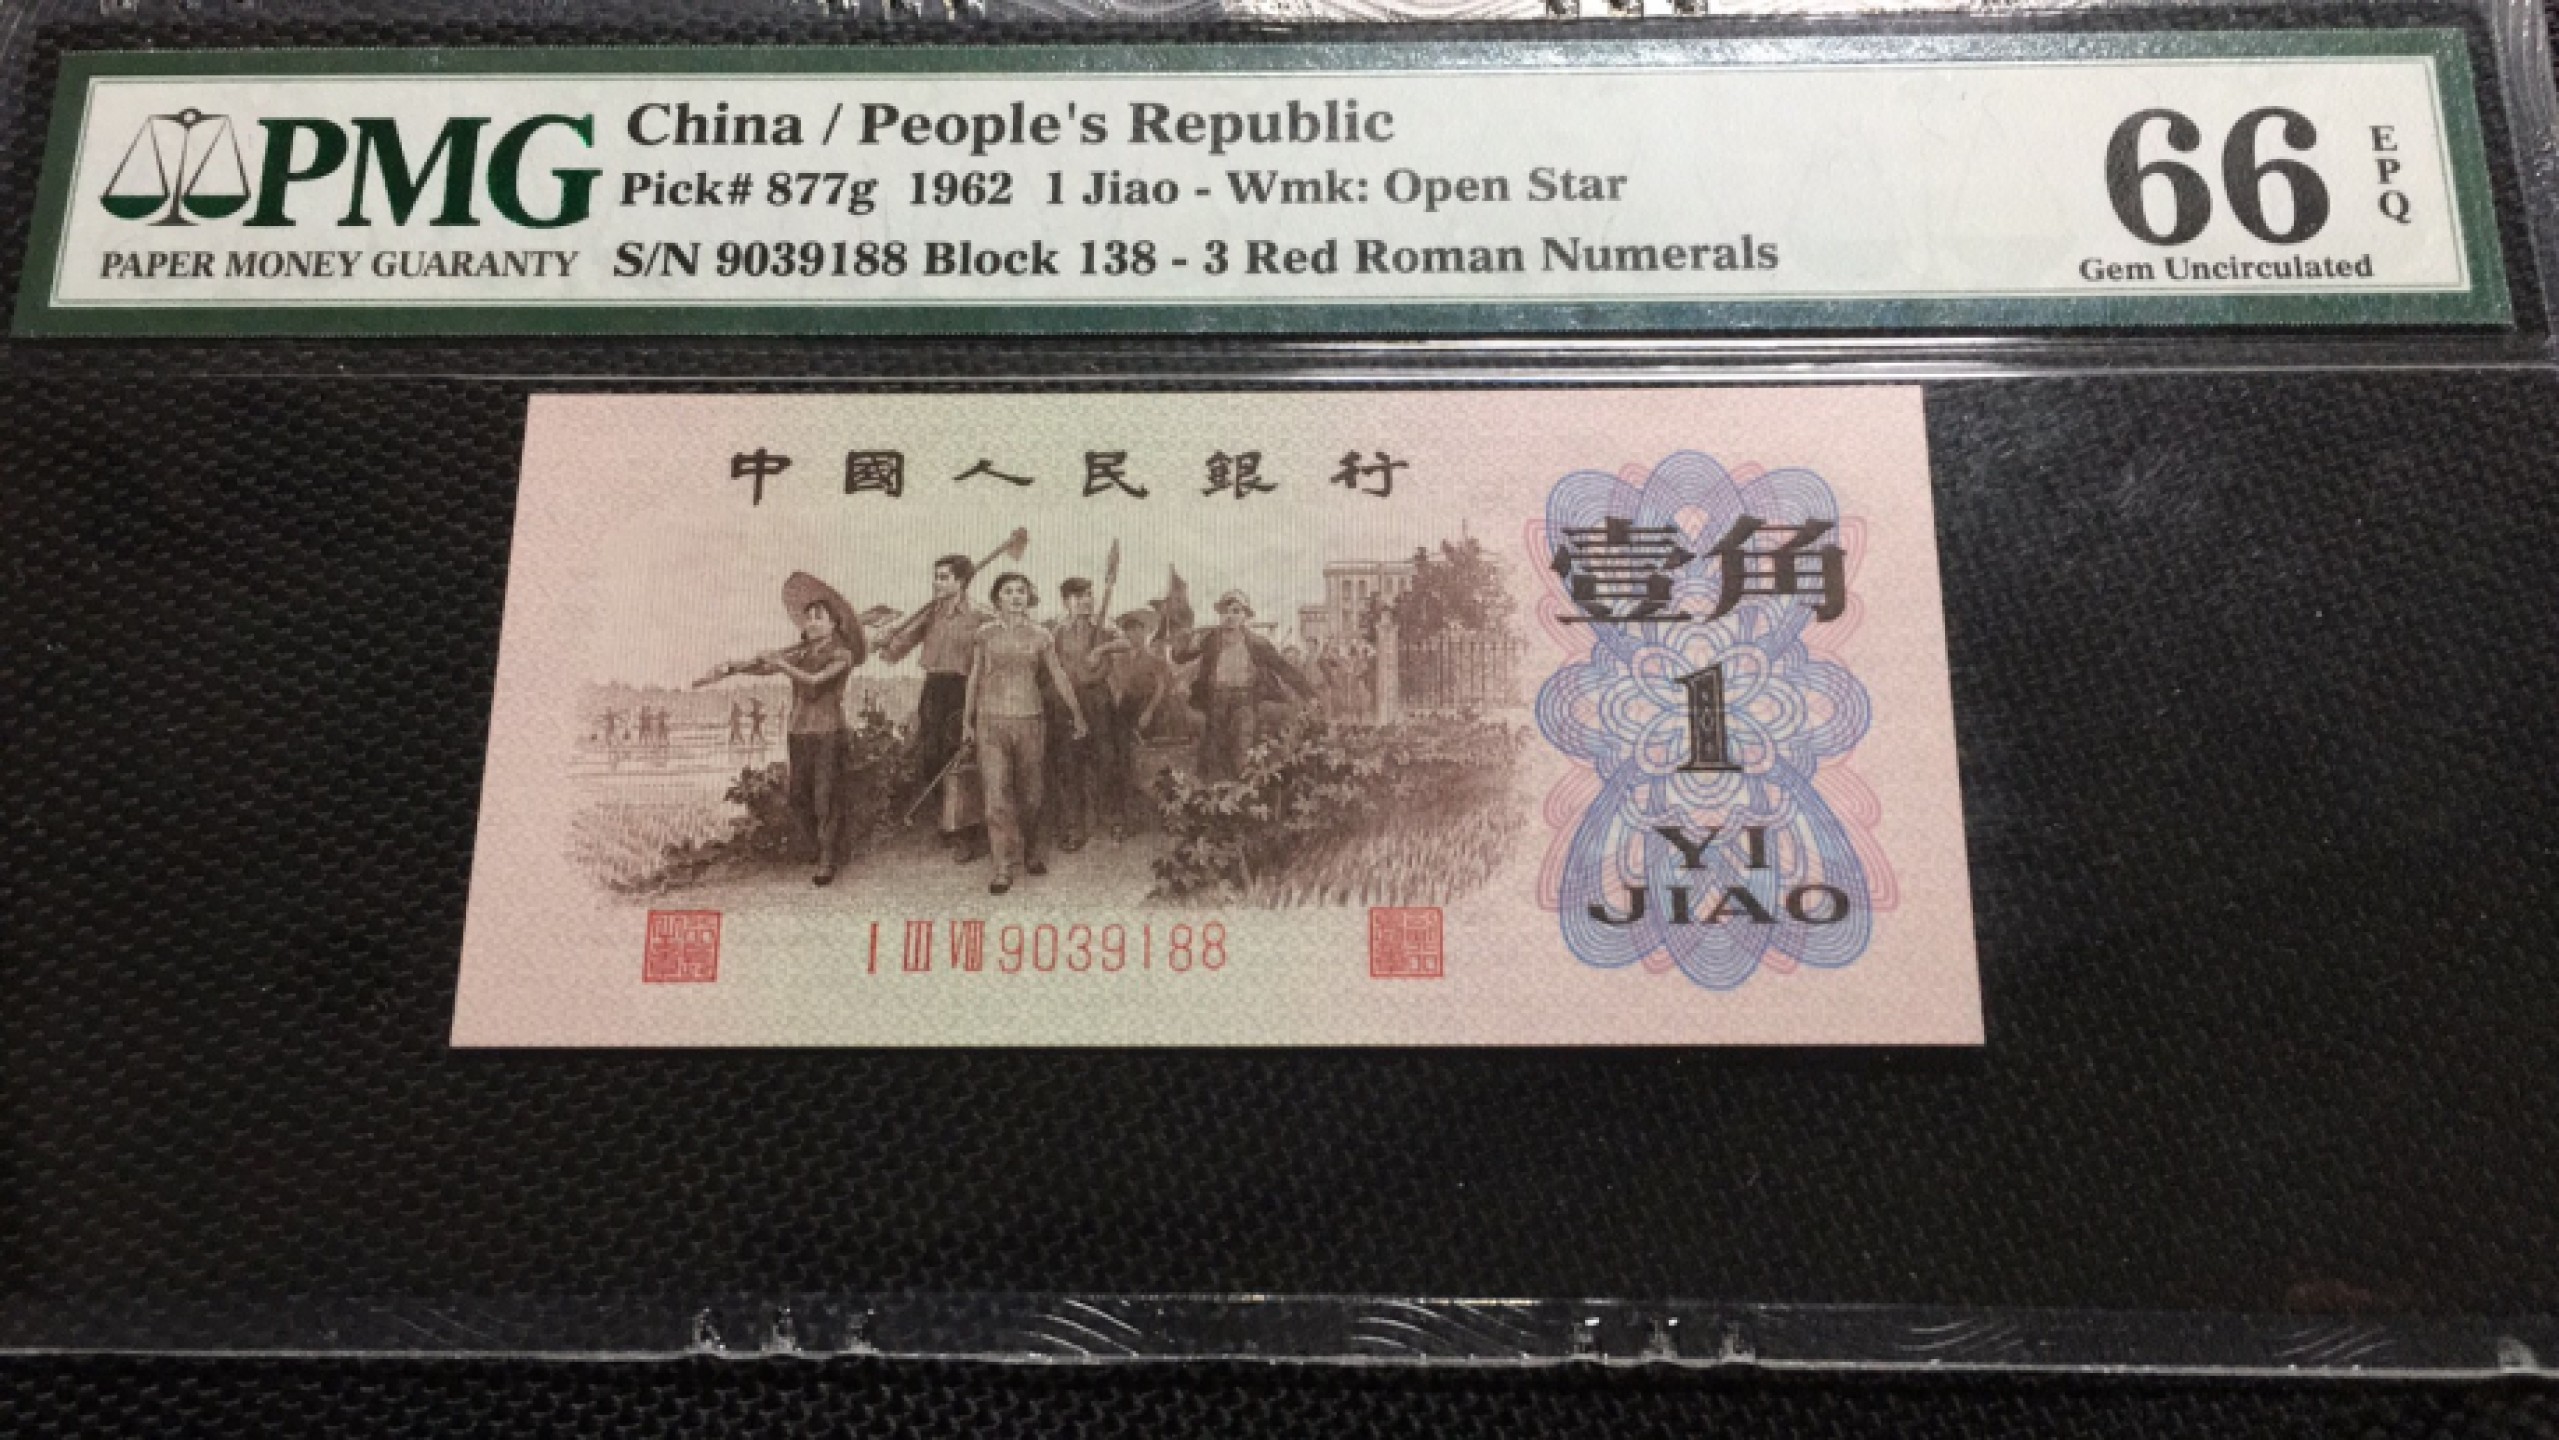 PMG
PAPER MONEY GUARANTY
China / People's Republic
Pick# 877g 1962 1 Jiao - Wmk: Open Star
S/N 9039188 Block 138 - 3 Red Roman Numerals
66
EPQ
Gem Uncirculated
中國人民銀行
壹角
1
YI
JIAO
I III VIII 9039188